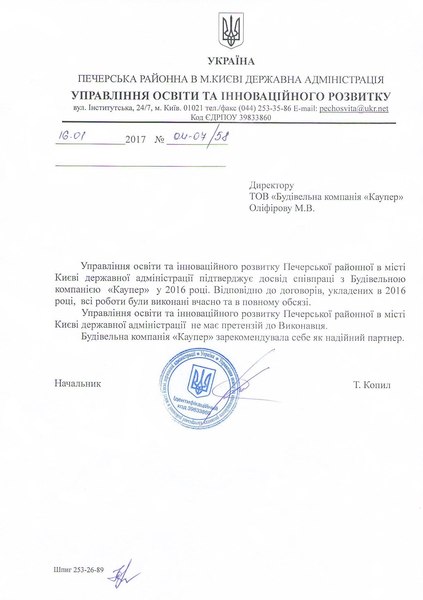 УКРАЇНА
ПЕЧЕРСЬКА РАЙОННА В М.КИЄВІ ДЕРЖАВНА АДМІНІСТРАЦІЯ
УПРАВЛІННЯ ОСВІТИ ТА ІННОВАЦІЙНОГО РОЗВИТКУ
вул. Інститутська, 24/7, м. Київ. 01021 тел./факс (044) 253-35-86 E-mail: pechosvita@ukr.net
Код ЄДРПОУ 39833860
16.01 2017 № 04-07/58
Директору
ТОВ «Будівельна компанія «Каупер»
Оліфірову М.В.
Управління освіти та інноваційного розвитку Печерської районної в місті
Києві державної адміністрації підтверджує досвід співпраці з Будівельною
компанією «Каупер» у 2016 році. Відповідно до договорів, укладених в 2016
році, всі роботи були виконані вчасно та в повному обсязі.
Управління освіти та інноваційного розвитку Печерської районної в місті
Києві державної адміністрації не має претензій до Виконавця.
Будівельна компанія «Каупер» зарекомендувала себе як надійний партнер.
Начальник Т. Копил
Ідентифікаційний
код 39833860
Шпиг 253-26-89